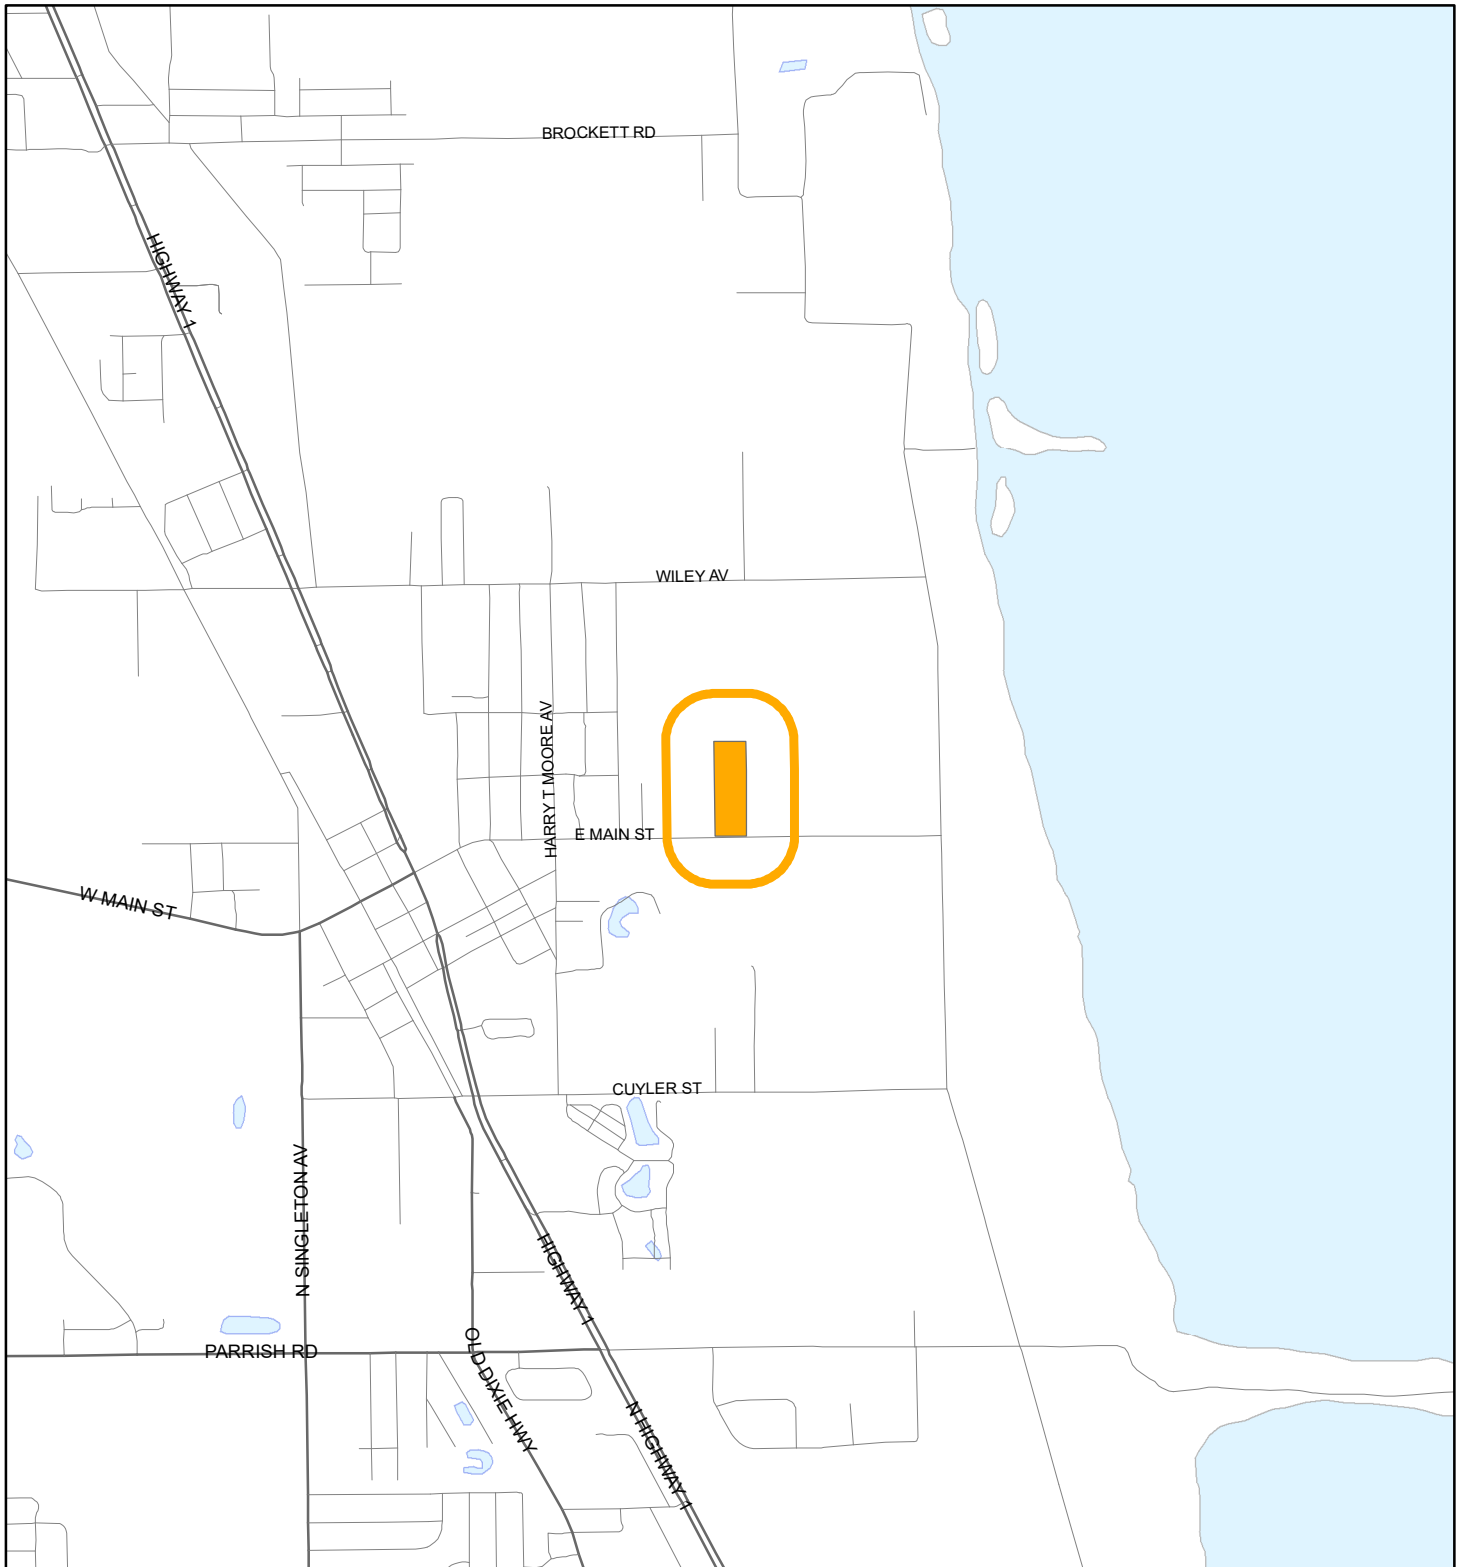 BROCKETT RD
HIGHWAY 1
WILEY AV
HARRY T MOORE AV
E MAIN ST
W MAIN ST
CUYLER ST
N SINGLETON AV
HIGHWAY 1
PARRISH RD
OLD DIXIE HWY
N HIGHWAY 1